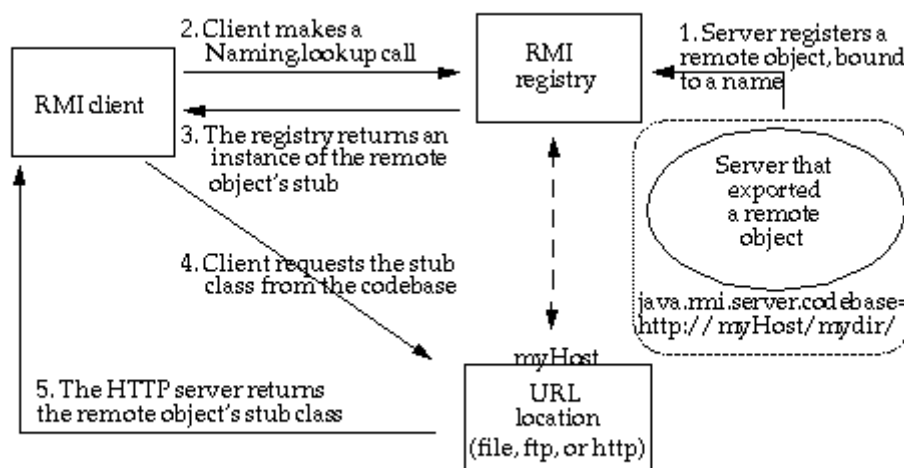 2. Client makes a
Naming.lookup call
RMI
registry
1. Server registers a
remote object, bound
to a name
RMI client
3. The registry returns an
instance of the remote
object's stub
Server that
exported
a remote
object
4. Client requests the stub
class from the codebase
java.rmi.server.codebase=
http://myHost/mydir/
myHost
5. The HTTP server returns
the remote object's stub class
URL
location
(file, ftp, or http)